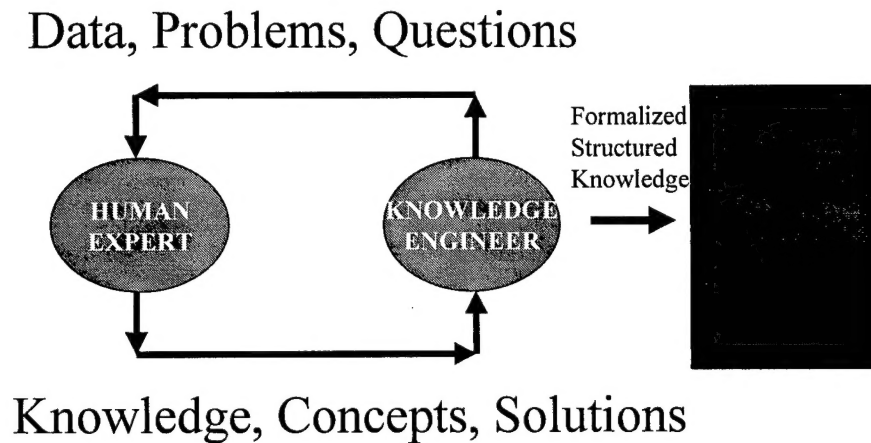 Data, Problems, Questions
Formalized
Structured
Knowledge
HUMAN
EXPERT
KNOWLEDGE
ENGINEER
Knowledge, Concepts, Solutions